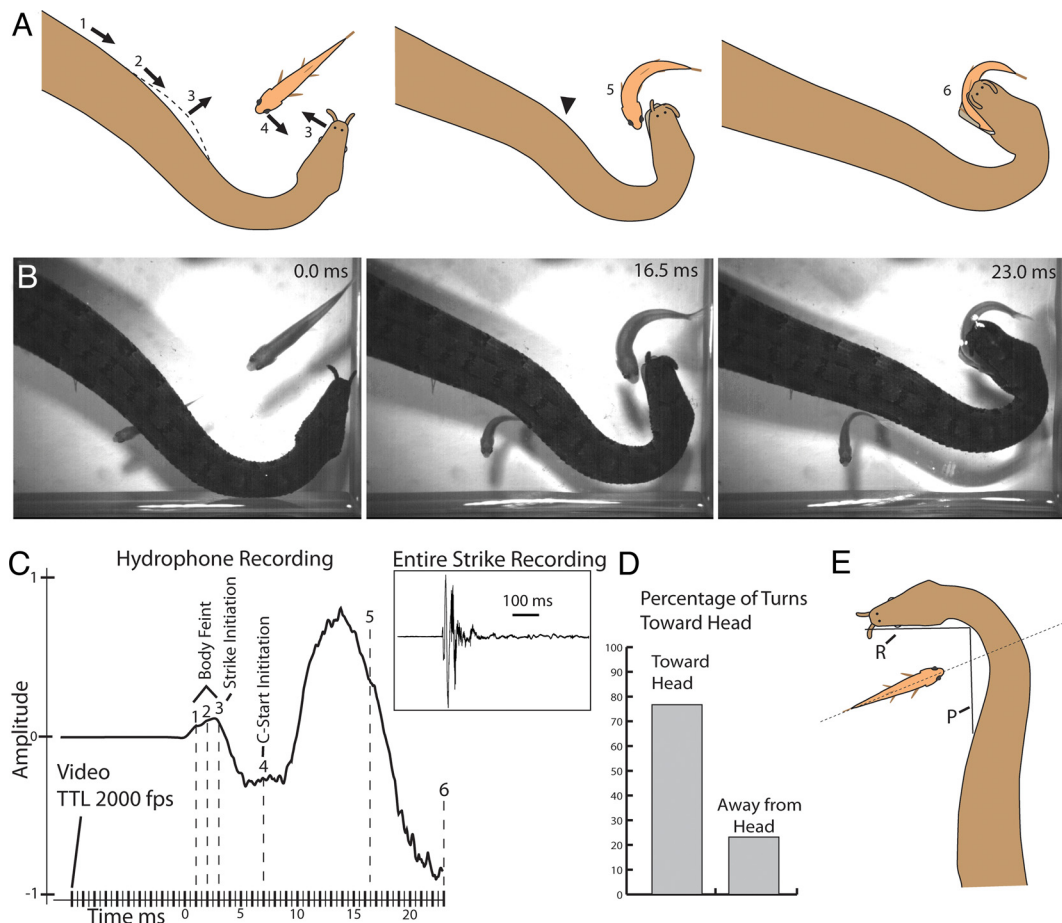 A
1
2
3
4
3
5
6
B
0.0 ms
16.5 ms
23.0 ms
C
Hydrophone Recording
Entire Strike Recording
100 ms
Body Feint
Strike Initiation
C-Start Inititation
1
2
3
4
5
6
Amplitude
1
0
-1
Video
TTL 2000 fps
Time ms
0
5
10
15
20
D
Percentage of Turns
Toward Head
100
90
80
70
60
50
40
30
20
10
0
Toward
Head
Away from
Head
E
R
P